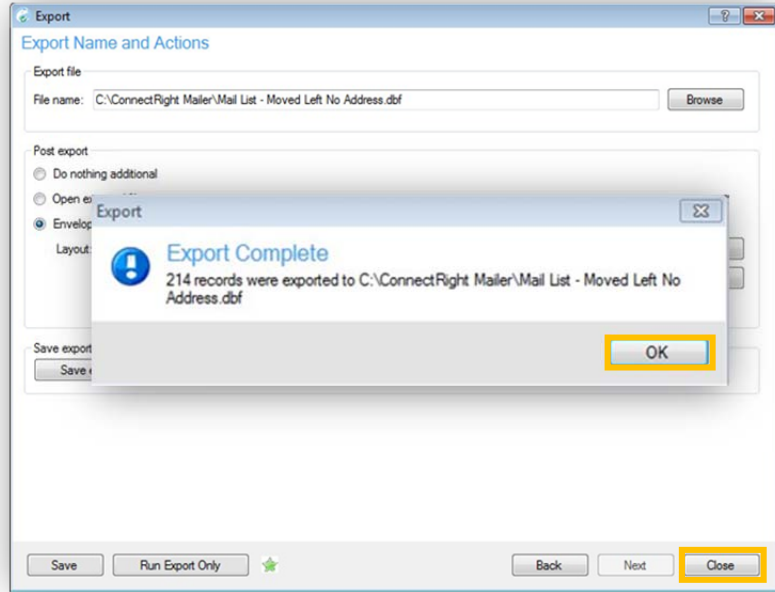 Export
Export Name and Actions
Export file
File name: C:\ConnectRight Mailer\Mail List - Moved Left No Address.dbf Browse
Post export
Do nothing additional
Open
Layout:
Export
Export Complete
214 records were exported to C:\ConnectRight Mailer\Mail List - Moved Left No
Address.dbf
OK
Save export
Save
Save Run Export Only Back Next Close